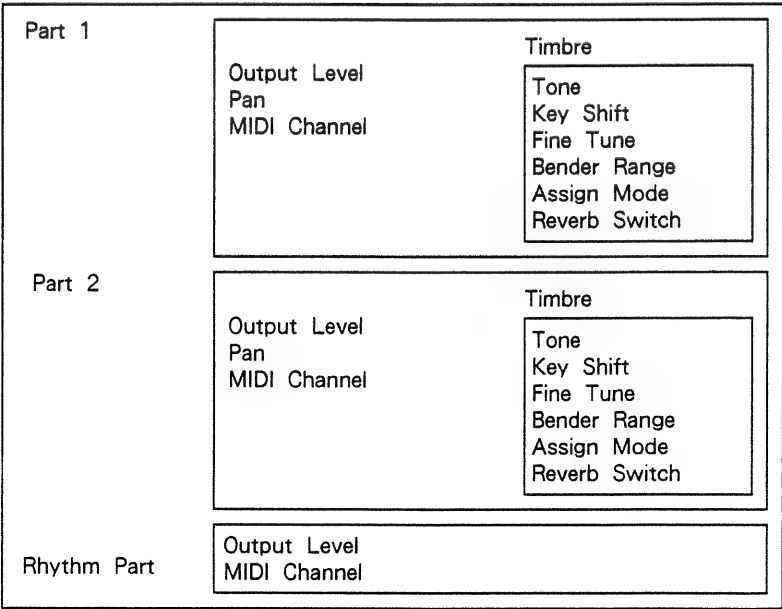 Part 1
Timbre
Output Level
Pan
MIDI Channel
Tone
Key Shift
Fine Tune
Bender Range
Assign Mode
Reverb Switch
Part 2
Timbre
Output Level
Pan
MIDI Channel
Tone
Key Shift
Fine Tune
Bender Range
Assign Mode
Reverb Switch
Rhythm Part
Output Level
MIDI Channel